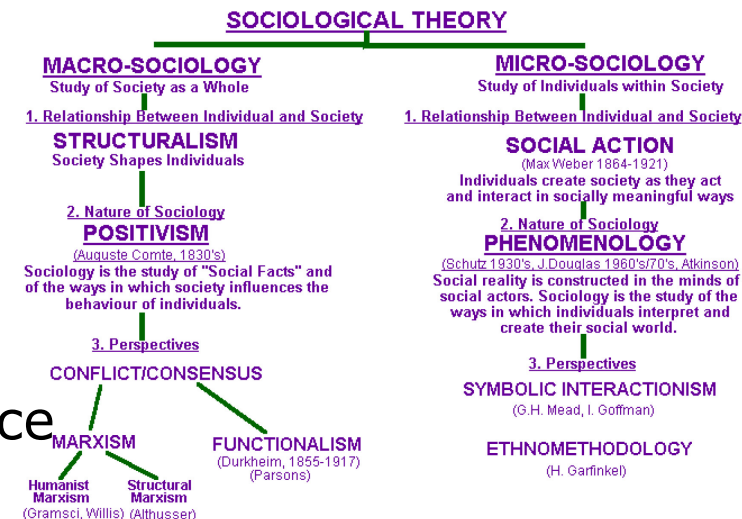 SOCIOLOGICAL THEORY
MACRO-SOCIOLOGY
Study of Society as a Whole
1. Relationship Between Individual and Society
STRUCTURALISM
Society Shapes Individuals
2. Nature of Sociology
POSITIVISM
(Auguste Comte, 1830's)
Sociology is the study of "Social Facts" and
of the ways in which society influences the
behaviour of individuals.
3. Perspectives
CONFLICT/CONSENSUS
ce
MARXISM
FUNCTIONALISM
(Durkheim, 1855-1917)
(Parsons)
Humanist
Marxism
(Gramsci, Willis)
Structural
Marxism
(Althusser)
MICRO-SOCIOLOGY
Study of Individuals within Society
1. Relationship Between Individual and Society
SOCIAL ACTION
(Max Weber 1864-1921)
Individuals create society as they act
and interact in socially meaningful ways
2. Nature of Sociology
PHENOMENOLOGY
(Schutz 1930's, J.Douglas 1960's/70's, Atkinson)
Social reality is constructed in the minds of
social actors. Sociology is the study of the
ways in which individuals interpret and
create their social world.
3. Perspectives
SYMBOLIC INTERACTIONISM
(G.H. Mead, I. Goffman)
ETHNOMETHODOLOGY
(H. Garfinkel)